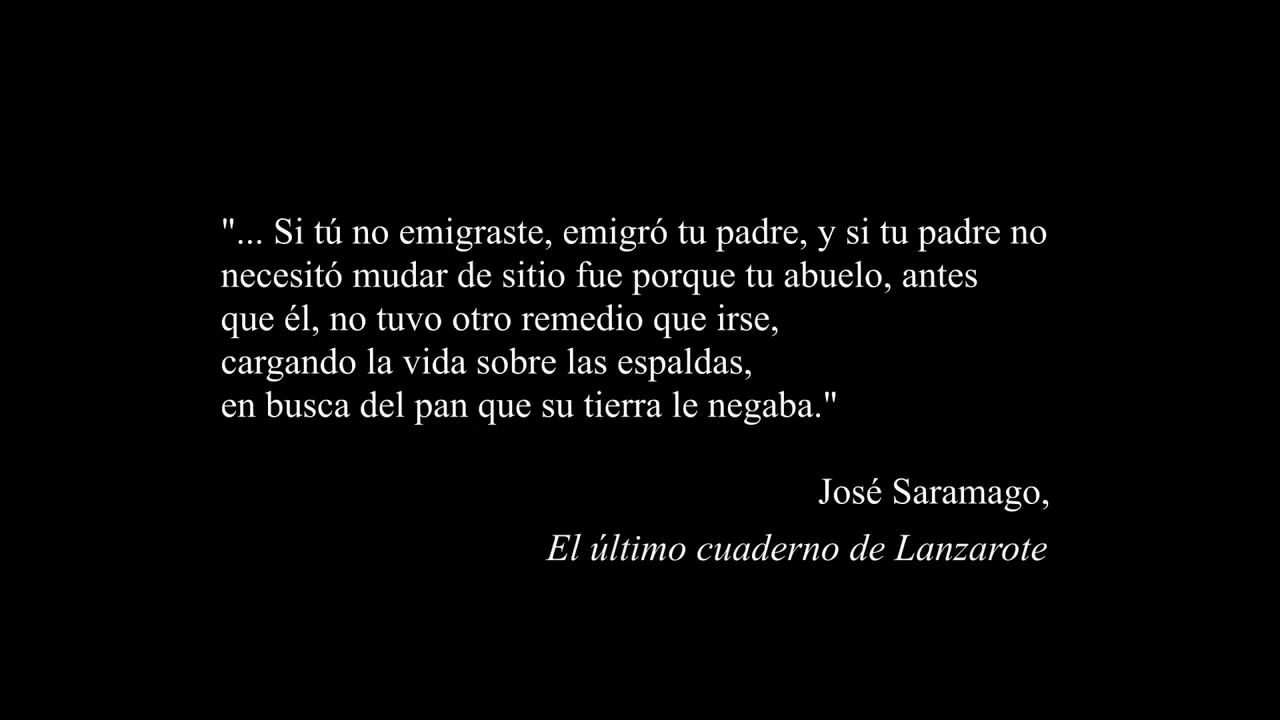 "... Si tú no emigraste, emigró tu padre, y si tu padre no
necesitó mudar de sitio fue porque tu abuelo, antes
que él, no tuvo otro remedio que irse,
cargando la vida sobre las espaldas,
en busca del pan que su tierra le negaba."
José Saramago,
El último cuaderno de Lanzarote